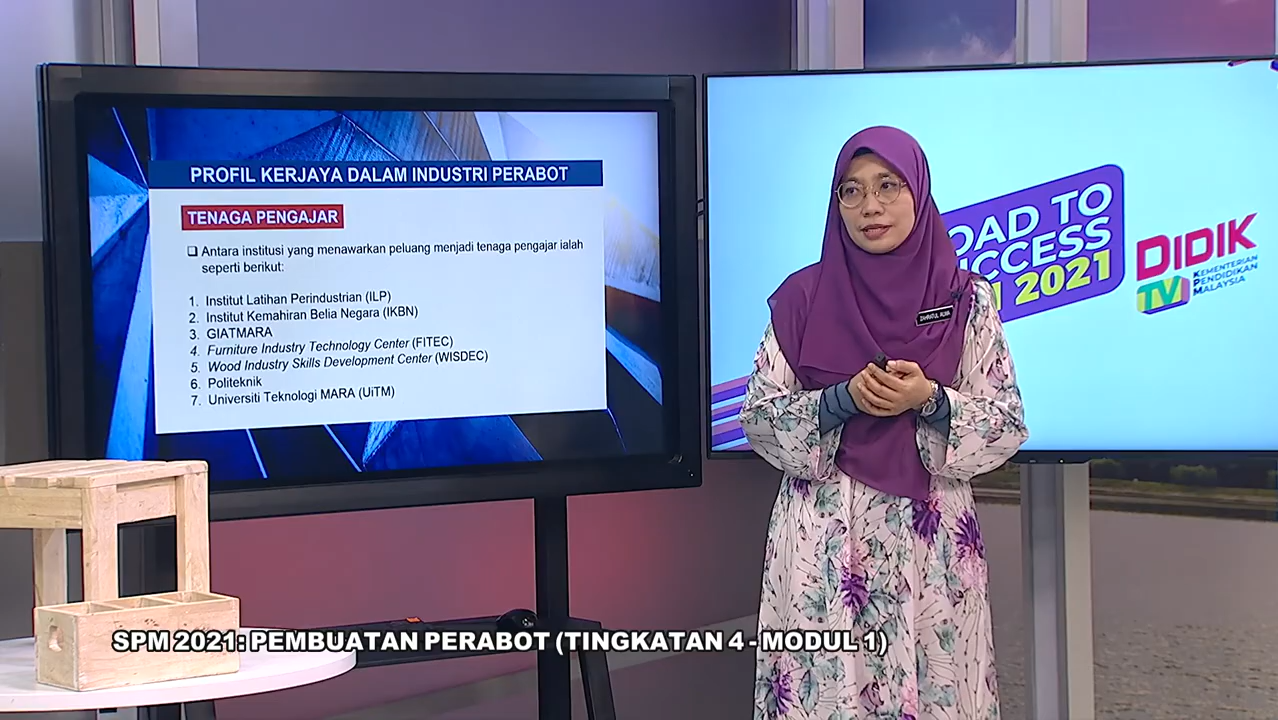 PROFIL KERJAYA DALAM INDUSTRI PERABOT
TENAGA PENGAJAR
Antara institusi yang menawarkan peluang menjadi tenaga pengajar ialah
seperti berikut:
1. Institut Latihan Perindustrian (ILP)
2. Institut Kemahiran Belia Negara (IKBN)
3. GIATMARA
4. Furniture Industry Technology Center (FITEC)
5. Wood Industry Skills Development Center (WISDEC)
6. Politeknik
7. Universiti Teknologi MARA (UiTM)
OAD TO
CCESS
2021
DIDIK
TV
KEMENTERIAN
PENDIDIKAN
MALAYSIA
SPM 2021: PEMBUATAN PERABOT (TINGKATAN 4 - MODUL 1)